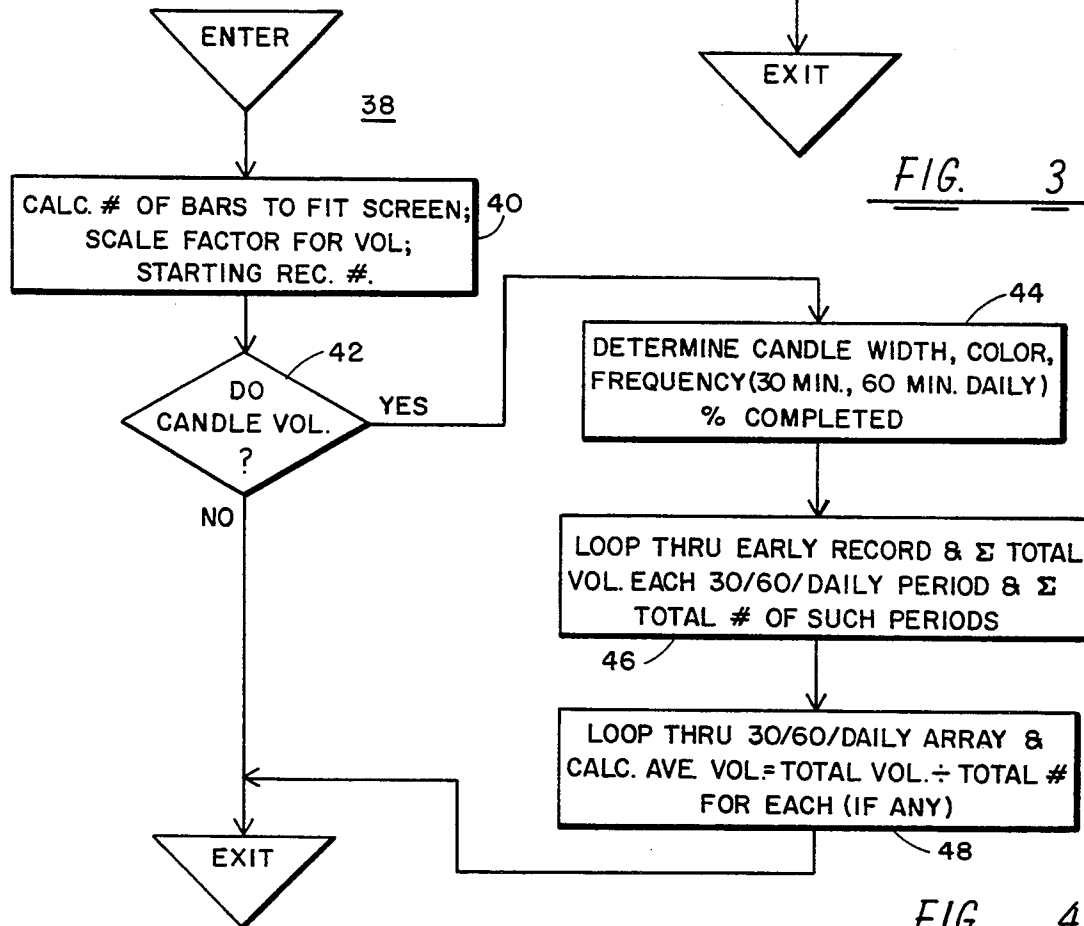 ENTER
38
EXIT
FIG. 3
CALC. # OF BARS TO FIT SCREEN;
SCALE FACTOR FOR VOL;
STARTING REC. #.
40
42
DO
CANDLE VOL.
?
YES
NO
44
DETERMINE CANDLE WIDTH, COLOR,
FREQUENCY (30 MIN., 60 MIN. DAILY)
% COMPLETED
LOOP THRU EARLY RECORD & Σ TOTAL
VOL. EACH 30/60/DAILY PERIOD & Σ
TOTAL # OF SUCH PERIODS
46
LOOP THRU 30/60/DAILY ARRAY &
CALC. AVE VOL.= TOTAL VOL. ÷ TOTAL #
FOR EACH (IF ANY)
48
EXIT
FIG 4